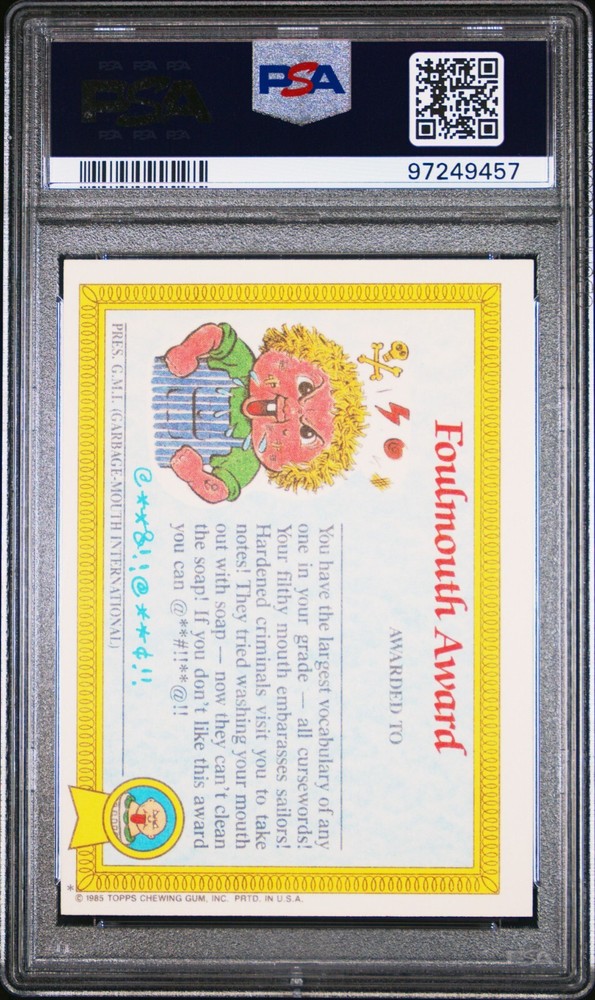 PSA
97249457
Foulmouth Award
AWARDED TO
You have the largest vocabulary of any
one in your grade — all cursewords!
Your filthy mouth embarasses sailors!
Hardened criminals visit you to take
notes! They tried washing your mouth
out with soap — now they can't clean
the soap! If you don't like this award
you can @**#!!**@!!
@**&!!@**¢!!
PRES. G.M.I. (GARBAGE-MOUTH INTERNATIONAL)
* © 1985 TOPPS CHEWING GUM, INC. PRTD. IN U.S.A.